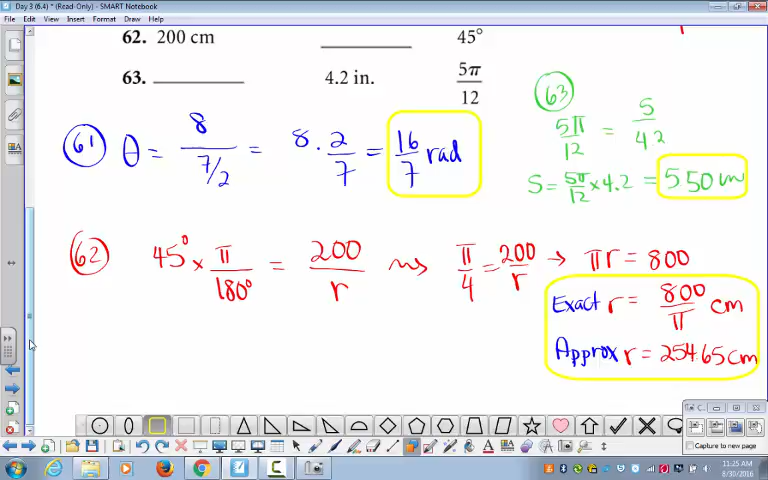 Day 3 (6.4) * (Read-Only) - SMART Notebook
File Edit View Insert Format Draw Help
62. 200 cm ________ 45°
63. ________ 4.2 in. 5π/12
61 θ = 8 / 7/2 = 8 · 2/7 = 16/7 rad
63
5π/12 = S/4.2
S = 5π/12 × 4.2 = 5.50 in
62 45° × π/180° = 200/r → π/4 = 200/r → πr = 800
Exact r = 800/π cm
Approx r = 254.65 cm
Capture to new page
11:25 AM
8/30/2016